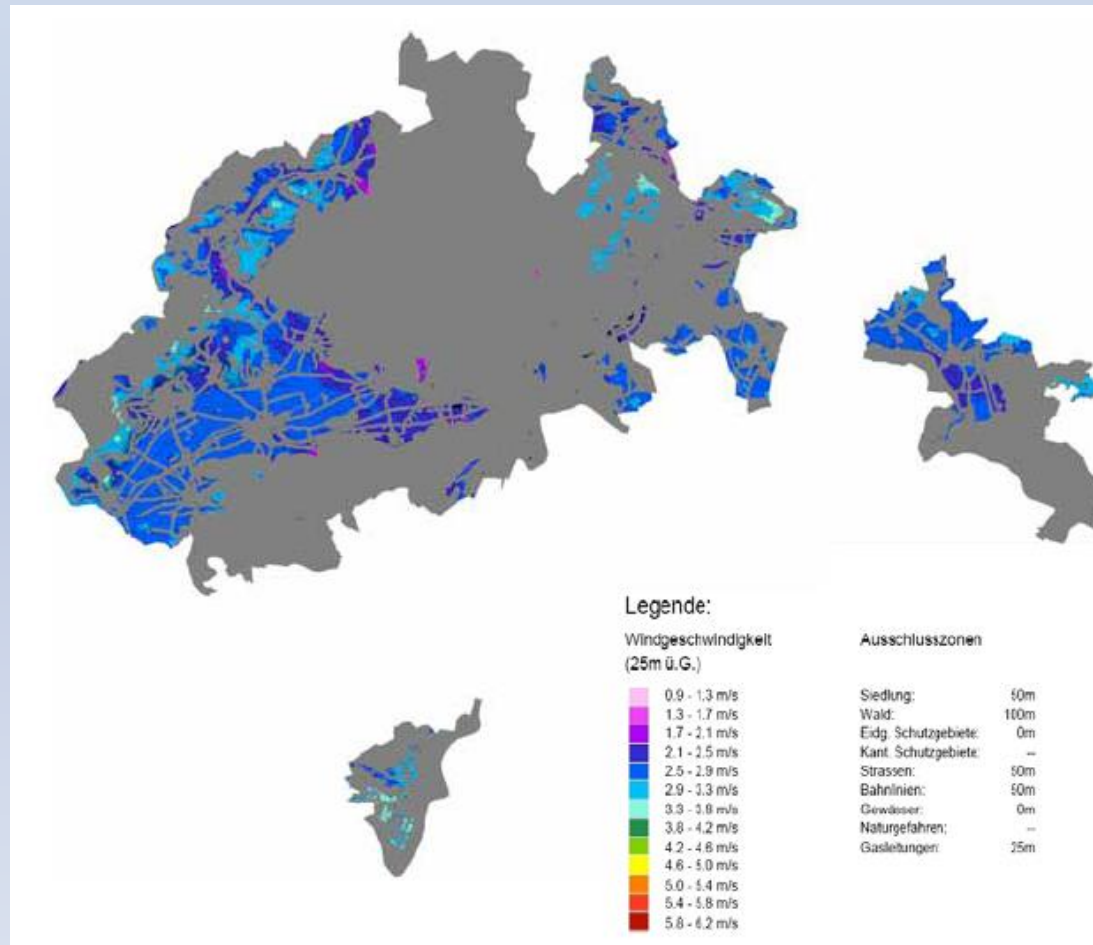 Legende:
Windgeschwindigkeit
(25m ü.G.)
0.9 - 1.3 m/s
1.3 - 1.7 m/s
1.7 - 2.1 m/s
2.1 - 2.5 m/s
2.5 - 2.9 m/s
2.9 - 3.3 m/s
3.3 - 3.8 m/s
3.8 - 4.2 m/s
4.2 - 4.6 m/s
4.6 - 5.0 m/s
5.0 - 5.4 m/s
5.4 - 5.8 m/s
5.8 - 6.2 m/s
Ausschlusszonen
Siedlung: 50m
Wald: 100m
Eidg. Schutzgebiete: 0m
Kant. Schutzgebiete: --
Strassen: 50m
Bahnlinien: 50m
Gewässer: 0m
Naturgefahren: --
Gasleitungen: 25m